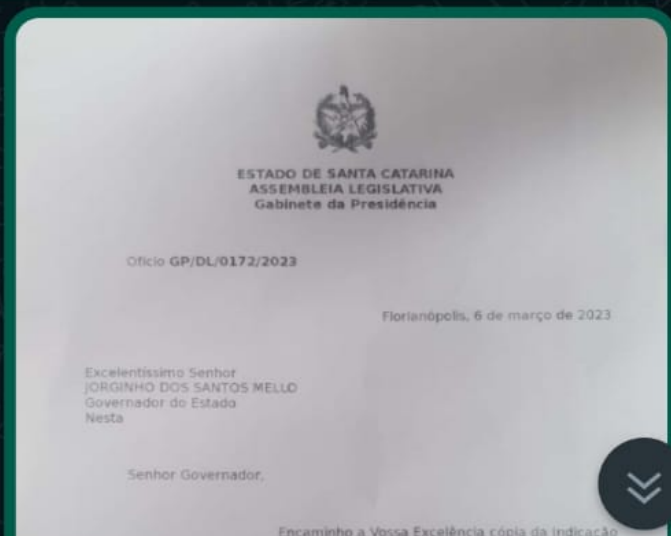 ESTADO DE SANTA CATARINA
ASSEMBLEIA LEGISLATIVA
Gabinete da Presidência
Ofício GP/DL/0172/2023
Florianópolis, 6 de março de 2023
Excelentíssimo Senhor
JORGINHO DOS SANTOS MELLO
Governador do Estado
Nesta
Senhor Governador,
Encaminho a Vossa Excelência cópia da Indicação